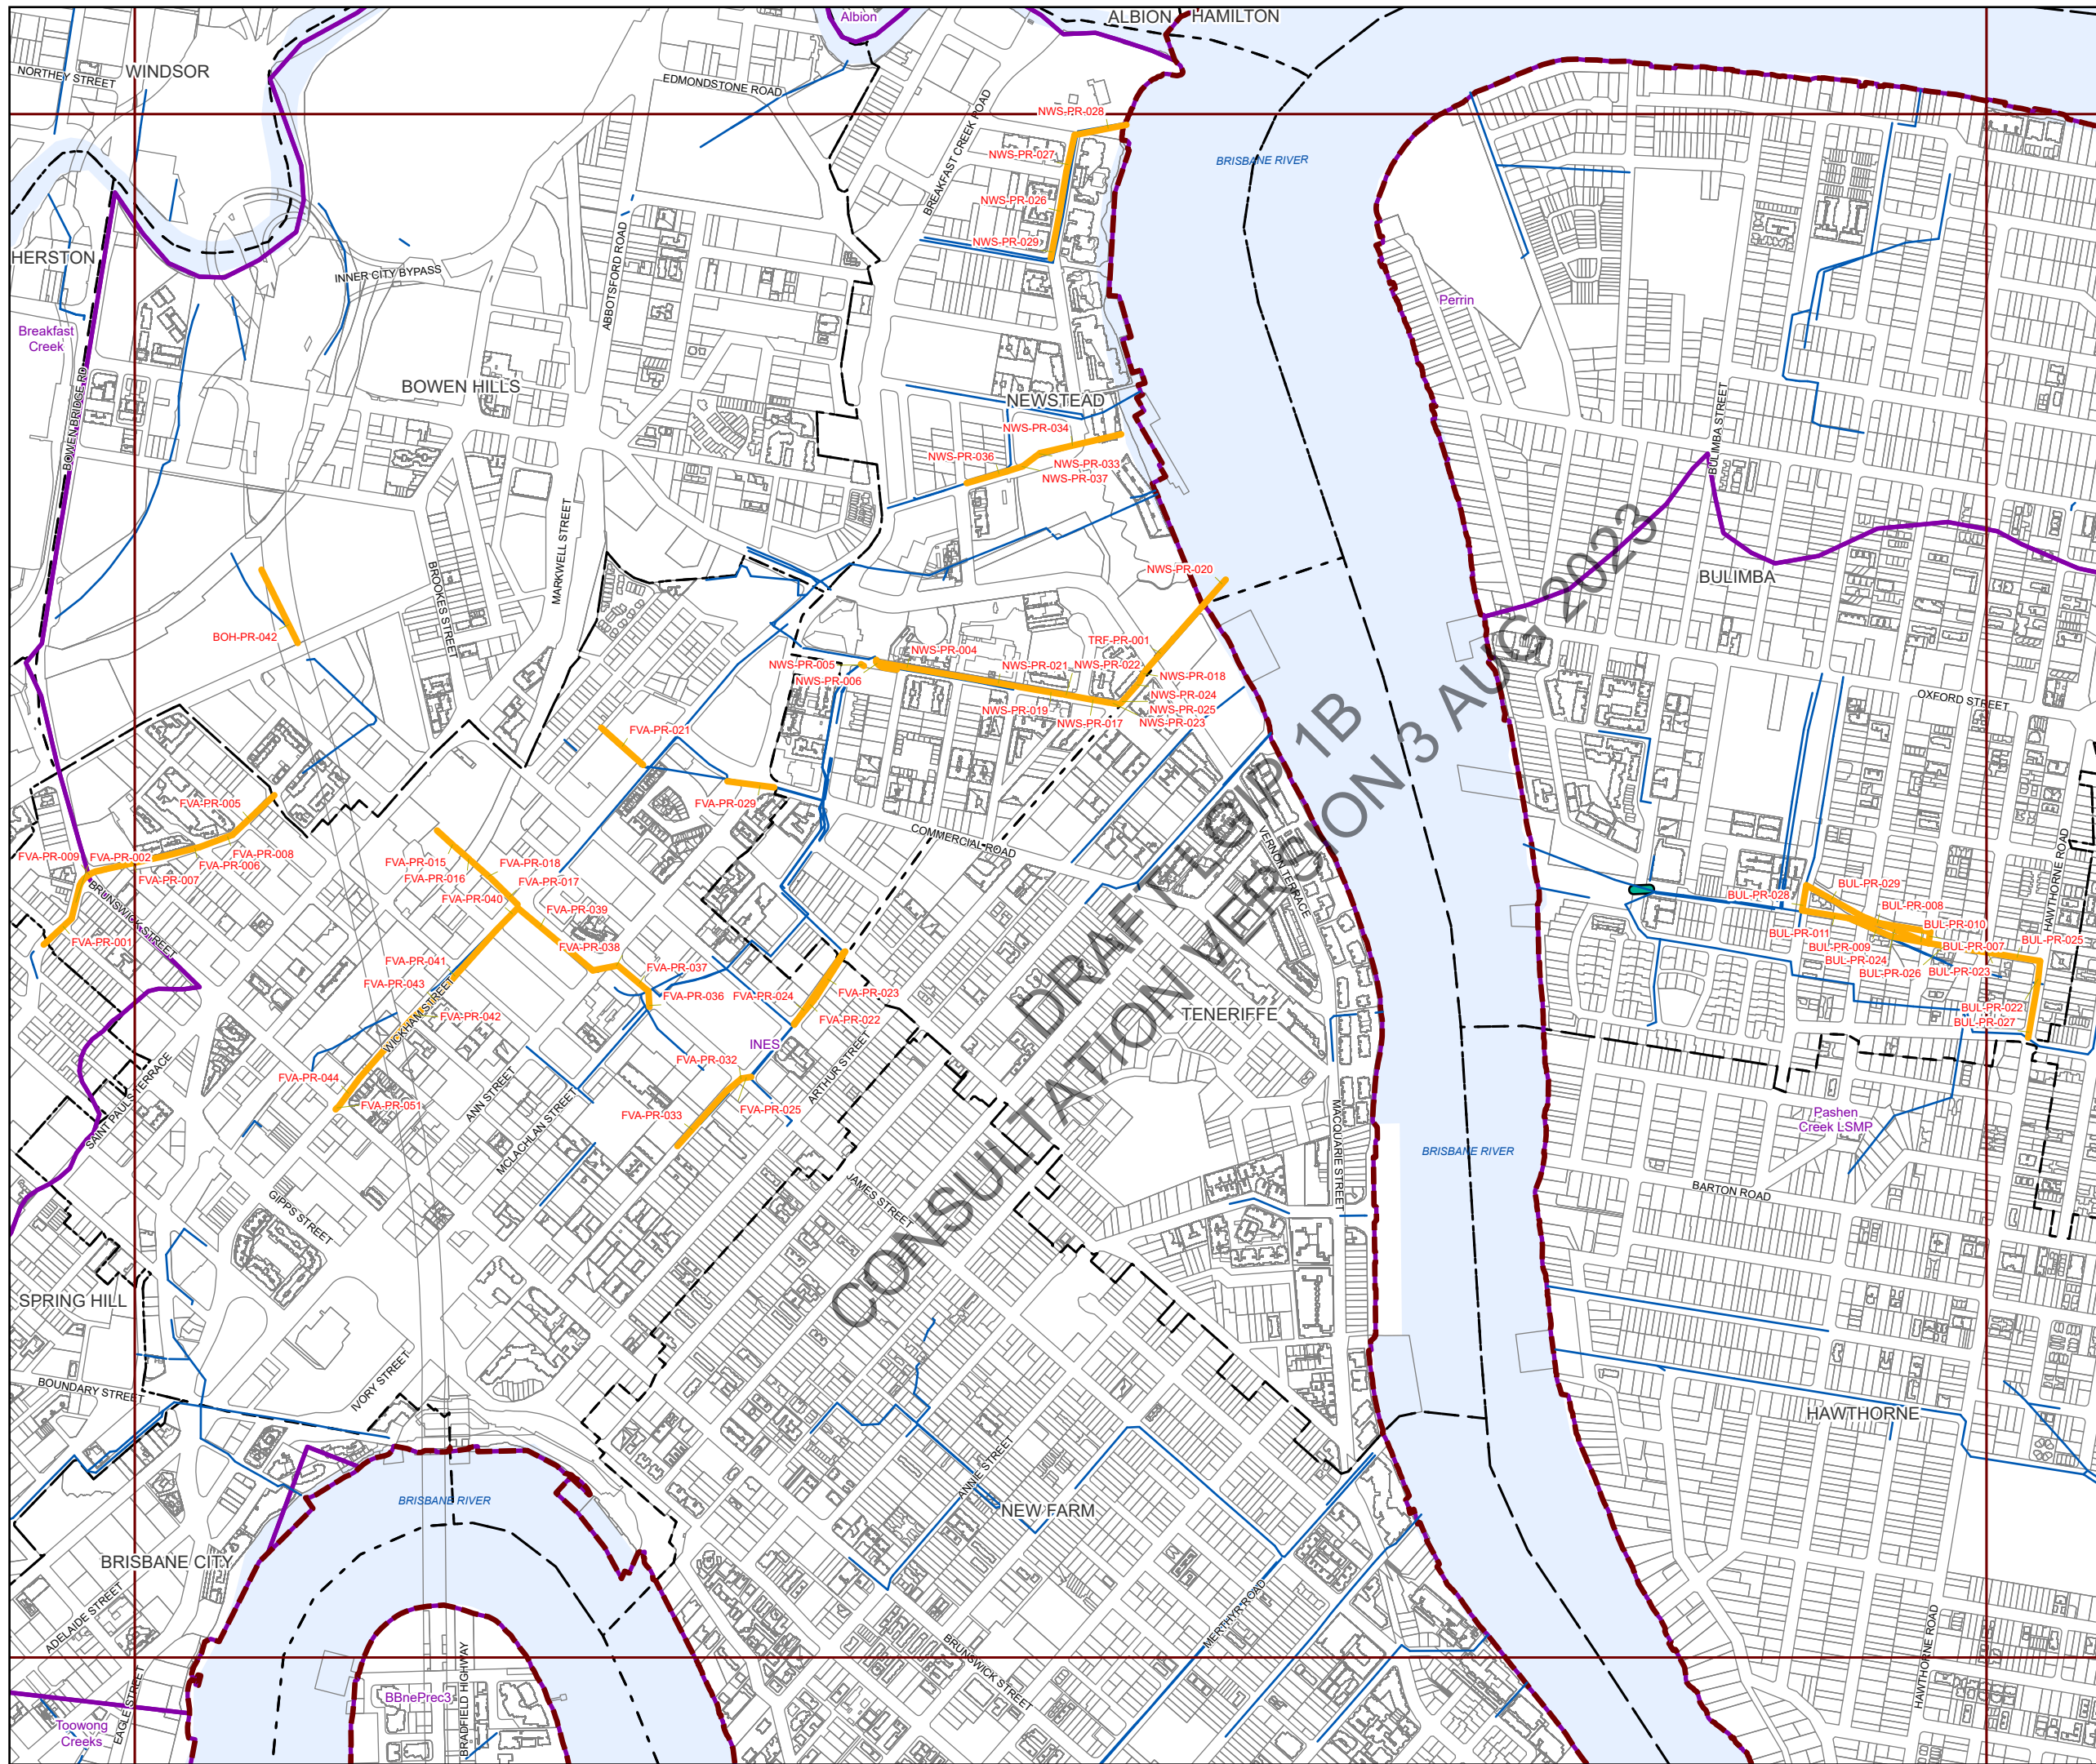 Albion
ALBION
HAMILTON
WINDSOR
NORTHEY STREET
EDMONDSTONE ROAD
BREAKFAST CREEK ROAD
NWS-PR-028
NWS-PR-027
BRISBANE RIVER
NWS-PR-026
NWS-PR-029
HERSTON
INNER CITY BYPASS
ABBOTSFORD ROAD
Perrin
Breakfast
Creek
BOWEN BRIDGE RD
BOWEN HILLS
NEWSTEAD
BULIMBA STREET
NWS-PR-034
NWS-PR-036
NWS-PR-033
NWS-PR-037
MARKWELL STREET
BROOKES STREET
NWS-PR-020
BULIMBA
BOH-PR-042
TRF-PR-001
NWS-PR-004
NWS-PR-005
NWS-PR-021
NWS-PR-022
NWS-PR-006
NWS-PR-018
NWS-PR-024
NWS-PR-019
NWS-PR-025
NWS-PR-017
NWS-PR-023
OXFORD STREET
FVA-PR-021
FVA-PR-029
FVA-PR-005
COMMERCIAL ROAD
VERNON TERRACE
HAWTHORNE ROAD
FVA-PR-009
FVA-PR-002
FVA-PR-008
FVA-PR-006
FVA-PR-007
FVA-PR-015
FVA-PR-018
FVA-PR-016
FVA-PR-017
FVA-PR-040
FVA-PR-039
BRUNSWICK STREET
BUL-PR-029
BUL-PR-028
BUL-PR-008
BUL-PR-010
BUL-PR-011
BUL-PR-025
BUL-PR-009
BUL-PR-007
BUL-PR-024
BUL-PR-026
BUL-PR-023
BUL-PR-022
BUL-PR-027
FVA-PR-001
FVA-PR-038
FVA-PR-041
FVA-PR-037
FVA-PR-043
FVA-PR-036
FVA-PR-024
FVA-PR-023
FVA-PR-042
FVA-PR-022
WICKHAM STREET
TENERIFFE
INES
FVA-PR-032
ARTHUR STREET
SAINT PAULS TERRACE
FVA-PR-044
FVA-PR-051
ANN STREET
MCLACHLAN STREET
FVA-PR-033
FVA-PR-025
MACQUARIE STREET
Pashen
Creek LSMP
BRISBANE RIVER
BARTON ROAD
JAMES STREET
GIPPS STREET
SPRING HILL
BOUNDARY STREET
IVORY STREET
HAWTHORNE
ANNIE STREET
NEW FARM
BRISBANE RIVER
BRISBANE CITY
ADELAIDE STREET
MERTHYR ROAD
BRUNSWICK STREET
HAWTHORNE ROAD
BRADFIELD HIGHWAY
BBnePrec3
EAGLE STREET
Toowong
Creeks
DRAFT LGIP 1B
CONSULTATION VERSION 3 AUG 2023